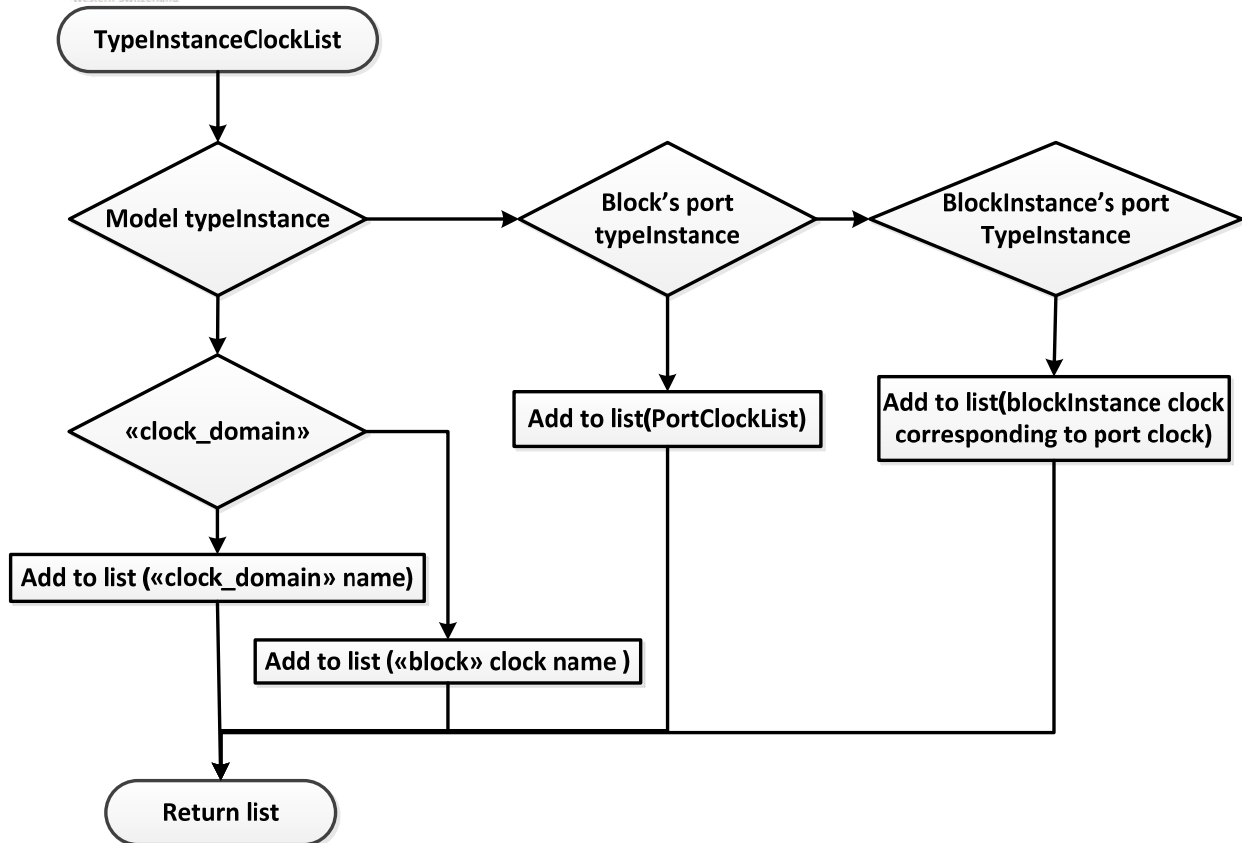 TypeInstanceClockList
Model typeInstance
Block's port
typeInstance
BlockInstance's port
TypeInstance
«clock_domain»
Add to list(PortClockList)
Add to list(blockInstance clock
corresponding to port clock)
Add to list («clock_domain» name)
Add to list («block» clock name )
Return list